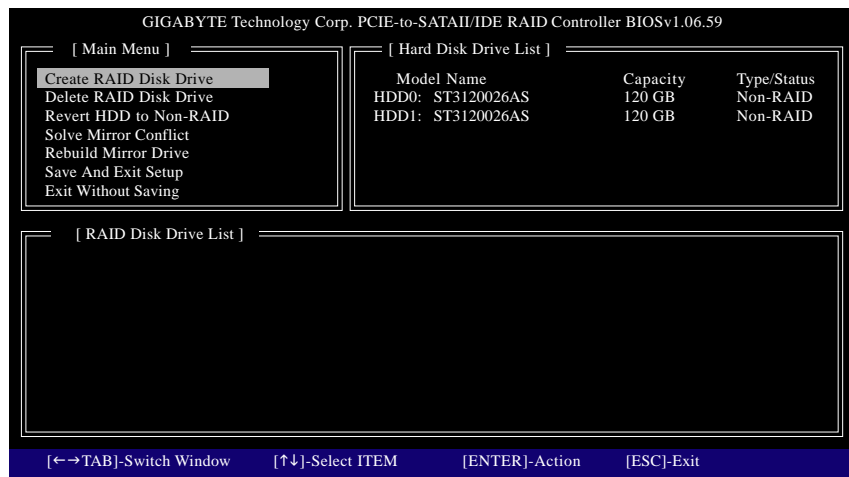 GIGABYTE Technology Corp. PCIE-to-SATAII/IDE RAID Controller BIOSv1.06.59
[ Main Menu ]
Create RAID Disk Drive
Delete RAID Disk Drive
Revert HDD to Non-RAID
Solve Mirror Conflict
Rebuild Mirror Drive
Save And Exit Setup
Exit Without Saving
[ Hard Disk Drive List ]
Model Name Capacity Type/Status
HDD0: ST3120026AS 120 GB Non-RAID
HDD1: ST3120026AS 120 GB Non-RAID
[ RAID Disk Drive List ]
[←→TAB]-Switch Window [↑↓]-Select ITEM [ENTER]-Action [ESC]-Exit